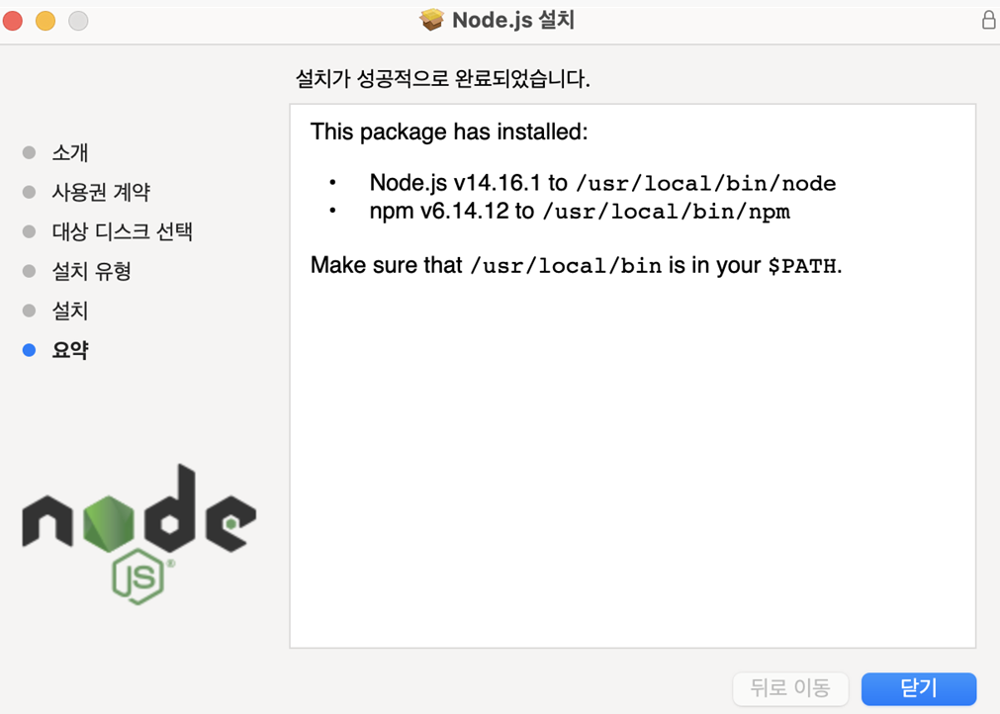 Node.js 설치
설치가 성공적으로 완료되었습니다.
소개
사용권 계약
대상 디스크 선택
설치 유형
설치
요약
This package has installed:
• Node.js v14.16.1 to /usr/local/bin/node
• npm v6.14.12 to /usr/local/bin/npm
Make sure that /usr/local/bin is in your $PATH.
node
JS®
뒤로 이동
닫기